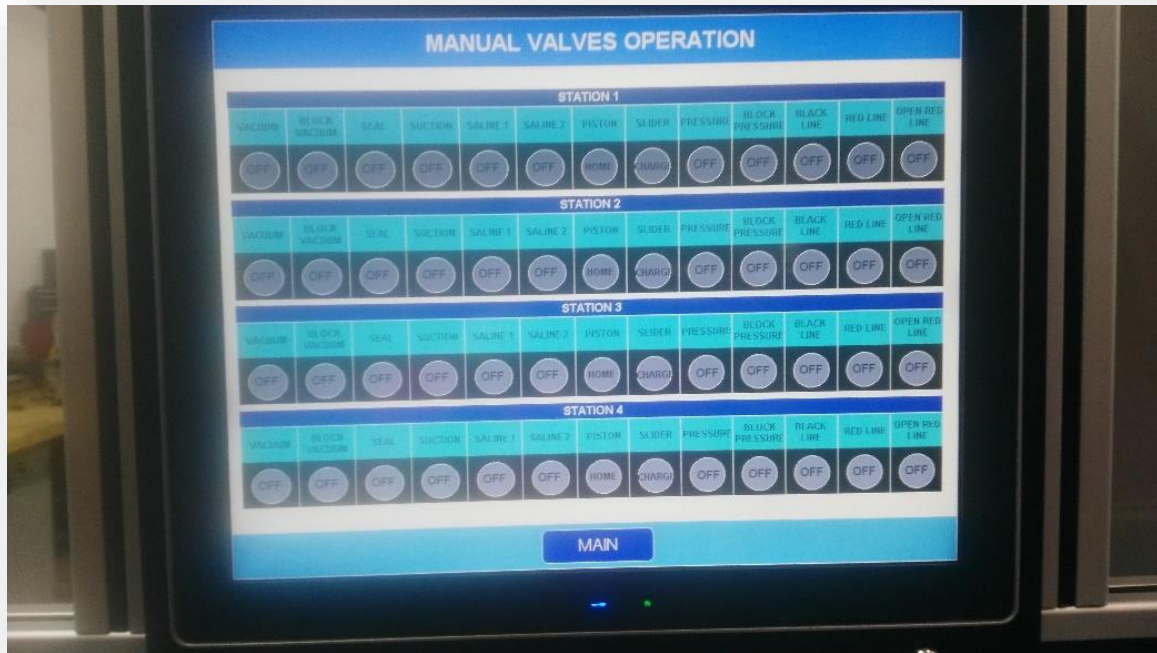 MANUAL VALVES OPERATION
STATION 1
VACUUM BLOCK VACUUM SEAL SUCTION SALINE 1 SALINE 2 PISTON SLIDER PRESSURE BLOCK PRESSURE BLACK LINE RED LINE OPEN RED LINE
OFF OFF OFF OFF OFF OFF HOME CHARGE OFF OFF OFF OFF OFF
STATION 2
VACUUM BLOCK VACUUM SEAL SUCTION SALINE 1 SALINE 2 PISTON SLIDER PRESSURE BLOCK PRESSURE BLACK LINE RED LINE OPEN RED LINE
OFF OFF OFF OFF OFF OFF HOME CHARGE OFF OFF OFF OFF OFF
STATION 3
VACUUM BLOCK VACUUM SEAL SUCTION SALINE 1 SALINE 2 PISTON SLIDER PRESSURE BLOCK PRESSURE BLACK LINE RED LINE OPEN RED LINE
OFF OFF OFF OFF OFF OFF HOME CHARGE OFF OFF OFF OFF OFF
STATION 4
VACUUM BLOCK VACUUM SEAL SUCTION SALINE 1 SALINE 2 PISTON SLIDER PRESSURE BLOCK PRESSURE BLACK LINE RED LINE OPEN RED LINE
OFF OFF OFF OFF OFF OFF HOME CHARGE OFF OFF OFF OFF OFF
MAIN